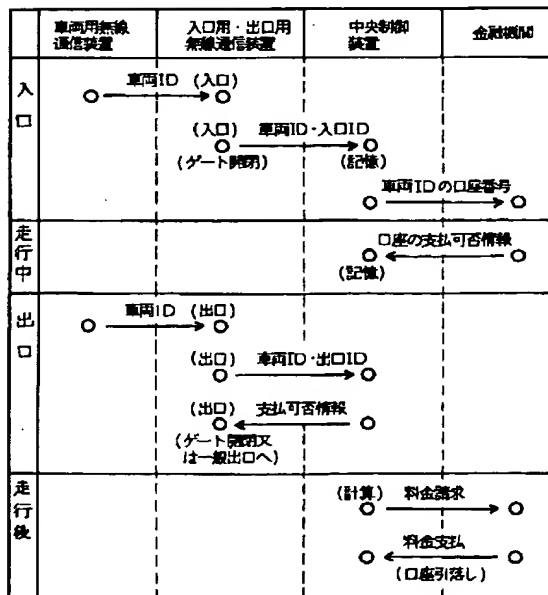 車両用無線
通信装置
入口用・出口用
無線通信装置
中央制御
装置
金融機関
入口
車両ID (入口)
(入口) 車両ID・入口ID
(ゲート開閉) (記憶)
車両IDの口座番号
走行中
口座の支払可否情報
(記憶)
出口
車両ID (出口)
(出口) 車両ID・出口ID
(出口) 支払可否情報
(ゲート開閉又
は一般出口へ)
走行後
(計算) 料金請求
料金支払
(口座引落し)